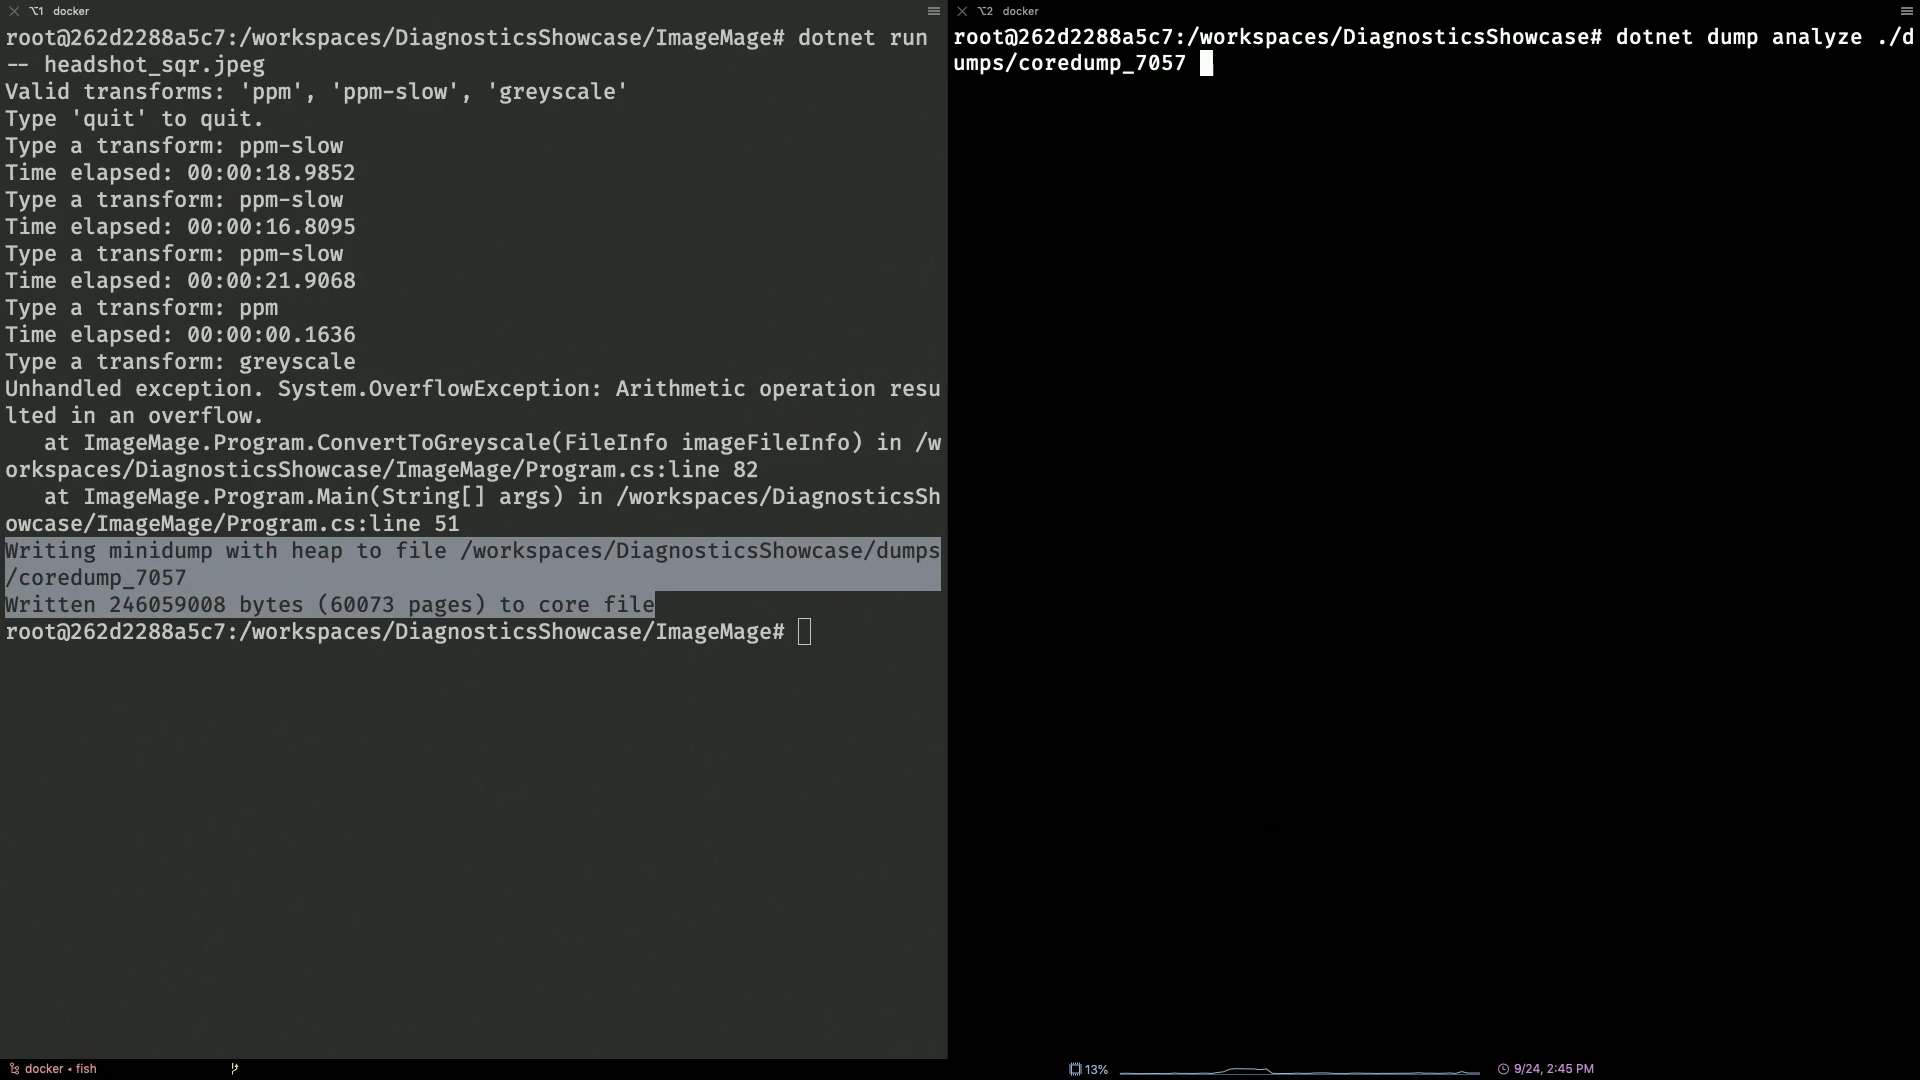 ⌥1 docker
root@262d2288a5c7:/workspaces/DiagnosticsShowcase/ImageMage# dotnet run
-- headshot_sqr.jpeg
Valid transforms: 'ppm', 'ppm-slow', 'greyscale'
Type 'quit' to quit.
Type a transform: ppm-slow
Time elapsed: 00:00:18.9852
Type a transform: ppm-slow
Time elapsed: 00:00:16.8095
Type a transform: ppm-slow
Time elapsed: 00:00:21.9068
Type a transform: ppm
Time elapsed: 00:00:00.1636
Type a transform: greyscale
Unhandled exception. System.OverflowException: Arithmetic operation resu
lted in an overflow.
   at ImageMage.Program.ConvertToGreyscale(FileInfo imageFileInfo) in /w
orkspaces/DiagnosticsShowcase/ImageMage/Program.cs:line 82
   at ImageMage.Program.Main(String[] args) in /workspaces/DiagnosticsSh
owcase/ImageMage/Program.cs:line 51
Writing minidump with heap to file /workspaces/DiagnosticsShowcase/dumps
/coredump_7057
Written 246059008 bytes (60073 pages) to core file
root@262d2288a5c7:/workspaces/DiagnosticsShowcase/ImageMage#
⌥2 docker
root@262d2288a5c7:/workspaces/DiagnosticsShowcase# dotnet dump analyze ./d
umps/coredump_7057
docker • fish
13%
9/24, 2:45 PM